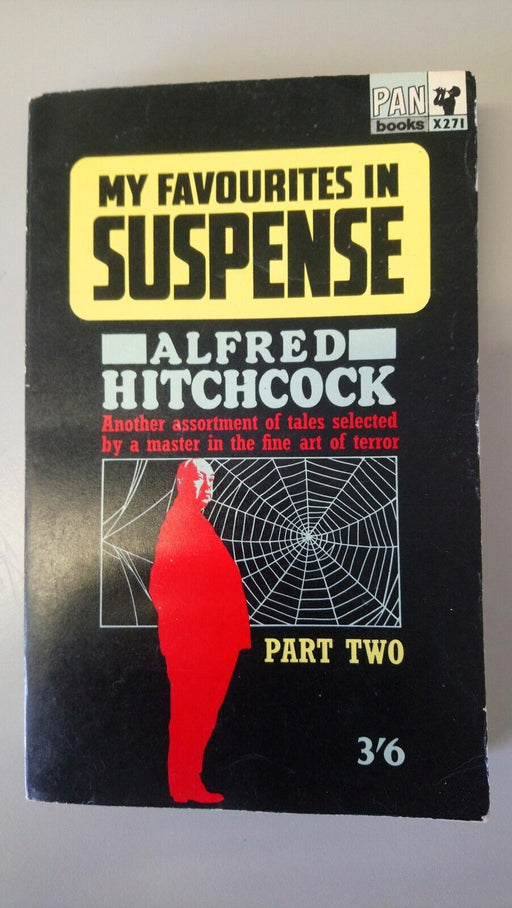 PAN
books X271
MY FAVOURITES IN
SUSPENSE
ALFRED
HITCHCOCK
Another assortment of tales selected
by a master in the fine art of terror
PART TWO
3'6